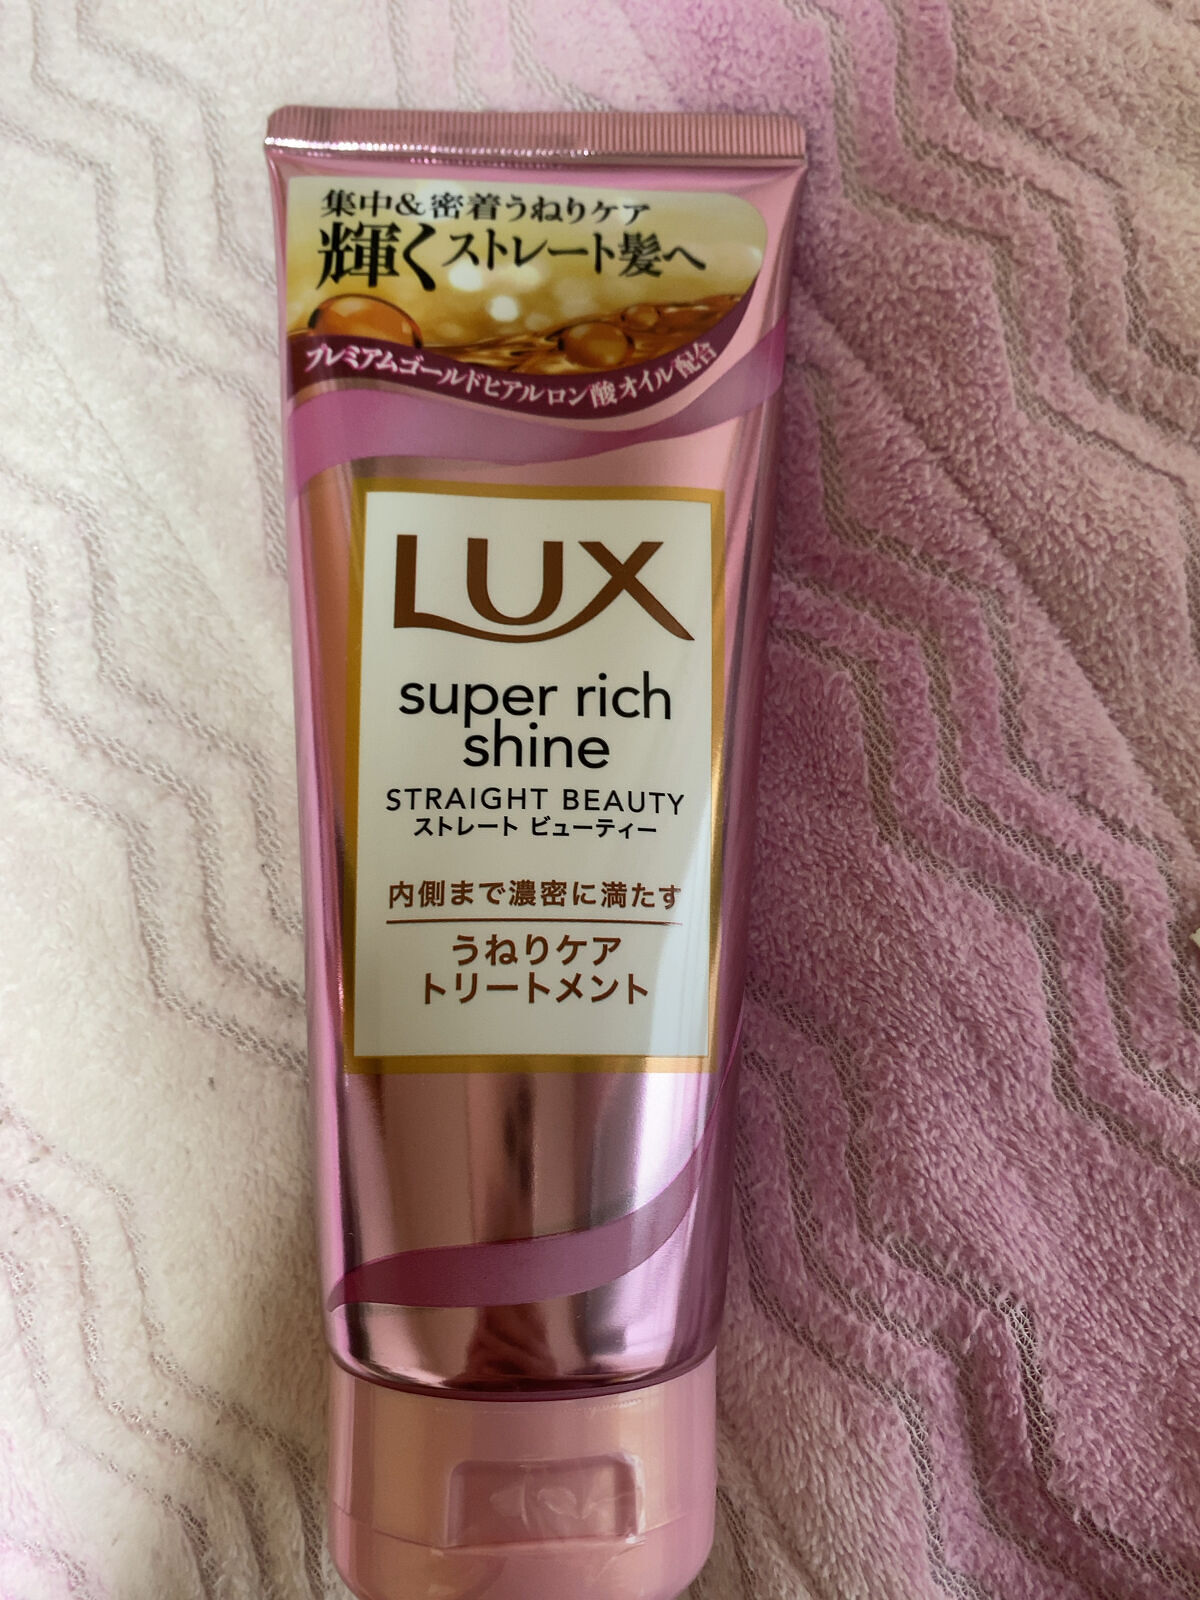 集中&密着うねりケア
輝くストレート髪へ
プレミアムゴールドヒアルロン酸オイル配合
LUX
super rich
shine
STRAIGHT BEAUTY
ストレート ビューティー
内側まで濃密に満たす
うねりケア
トリートメント